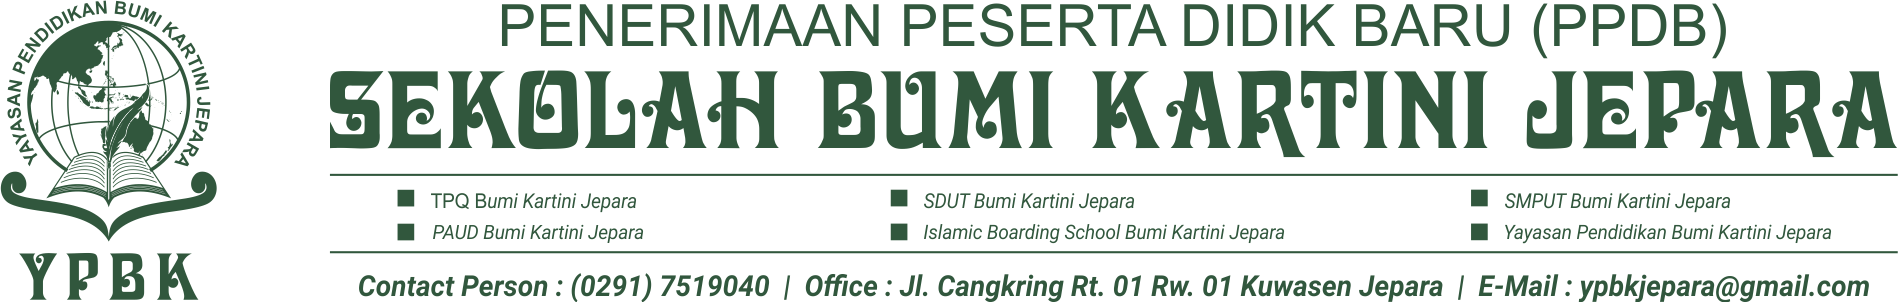 YAYASAN PENDIDIKAN BUMI KARTINI JEPARA
YPBK
PENERIMAAN PESERTA DIDIK BARU (PPDB)
SEKOLAH BUMI KARTINI JEPARA
TPQ Bumi Kartini Jepara
SDUT Bumi Kartini Jepara
SMPUT Bumi Kartini Jepara
PAUD Bumi Kartini Jepara
Islamic Boarding School Bumi Kartini Jepara
Yayasan Pendidikan Bumi Kartini Jepara
Contact Person : (0291) 7519040 | Office : Jl. Cangkring Rt. 01 Rw. 01 Kuwasen Jepara | E-Mail : ypbkjepara@gmail.com